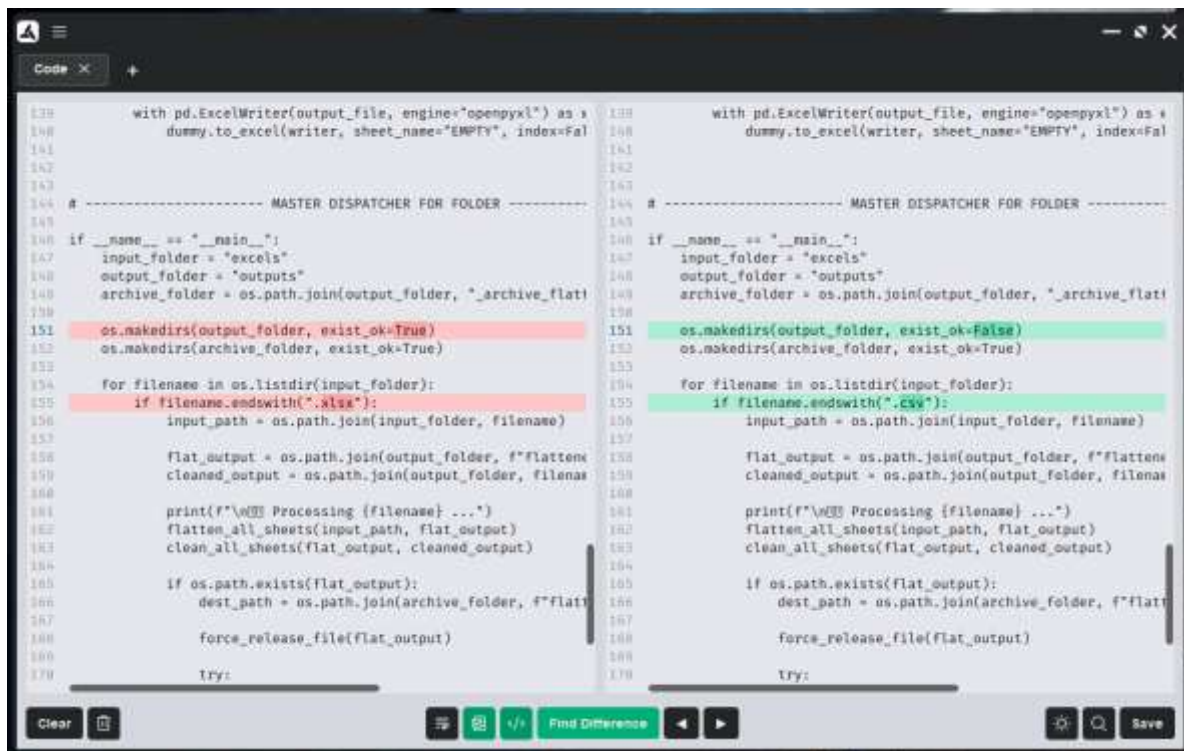 Code ×
+
139 with pd.ExcelWriter(output_file, engine="openpyxl") as
140 dummy.to_excel(writer, sheet_name="EMPTY", index=Fal
141
142
143
144 # ---------------------- MASTER DISPATCHER FOR FOLDER ----------
145
146 if __name__ == "__main__":
147 input_folder = "excels"
148 output_folder = "outputs"
149 archive_folder = os.path.join(output_folder, "_archive_flatt
150
151 os.makedirs(output_folder, exist_ok=True)
152 os.makedirs(archive_folder, exist_ok=True)
153
154 for filename in os.listdir(input_folder):
155 if filename.endswith(".xlsx"):
156 input_path = os.path.join(input_folder, filename)
157
158 flat_output = os.path.join(output_folder, f"flattene
159 cleaned_output = os.path.join(output_folder, filenam
160
161 print(f"\n Processing {filename} ...")
162 flatten_all_sheets(input_path, flat_output)
163 clean_all_sheets(flat_output, cleaned_output)
164
165 if os.path.exists(flat_output):
166 dest_path = os.path.join(archive_folder, f"flatt
167
168 force_release_file(flat_output)
169
170 try:
139 with pd.ExcelWriter(output_file, engine="openpyxl") as
140 dummy.to_excel(writer, sheet_name="EMPTY", index=Fal
141
142
143
144 # ---------------------- MASTER DISPATCHER FOR FOLDER ----------
145
146 if __name__ == "__main__":
147 input_folder = "excels"
148 output_folder = "outputs"
149 archive_folder = os.path.join(output_folder, "_archive_flatt
150
151 os.makedirs(output_folder, exist_ok=False)
152 os.makedirs(archive_folder, exist_ok=True)
153
154 for filename in os.listdir(input_folder):
155 if filename.endswith(".csv"):
156 input_path = os.path.join(input_folder, filename)
157
158 flat_output = os.path.join(output_folder, f"flattene
159 cleaned_output = os.path.join(output_folder, filena
160
161 print(f"\n Processing {filename} ...")
162 flatten_all_sheets(input_path, flat_output)
163 clean_all_sheets(flat_output, cleaned_output)
164
165 if os.path.exists(flat_output):
166 dest_path = os.path.join(archive_folder, f"flatt
167
168 force_release_file(flat_output)
169
170 try:
Clear
</> Find Difference
Save